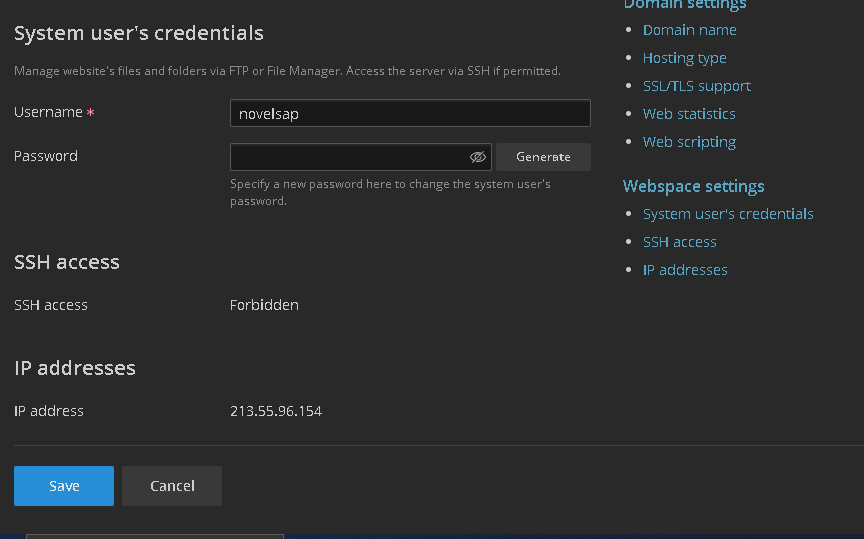 Domain settings
System user's credentials
Domain name
Hosting type
Manage website's files and folders via FTP or File Manager. Access the server via SSH if permitted.
SSL/TLS support
Username *
novelsap
Web statistics
Web scripting
Password
Generate
Specify a new password here to change the system user's
password.
Webspace settings
System user's credentials
SSH access
IP addresses
SSH access
SSH access
Forbidden
IP addresses
IP address
213.55.96.154
Save
Cancel